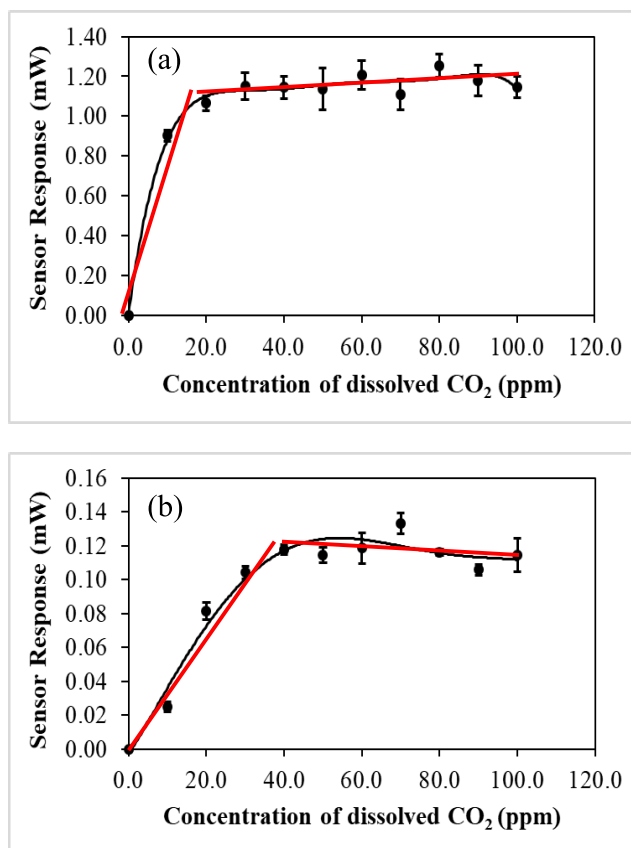 (a)
Sensor Response (mW)
1.40
1.20
1.00
0.80
0.60
0.40
0.20
0.00
0.0 20.0 40.0 60.0 80.0 100.0 120.0
Concentration of dissolved CO₂ (ppm)
(b)
Sensor Response (mW)
0.16
0.14
0.12
0.10
0.08
0.06
0.04
0.02
0.00
0.0 20.0 40.0 60.0 80.0 100.0 120.0
Concentration of dissolved CO₂ (ppm)